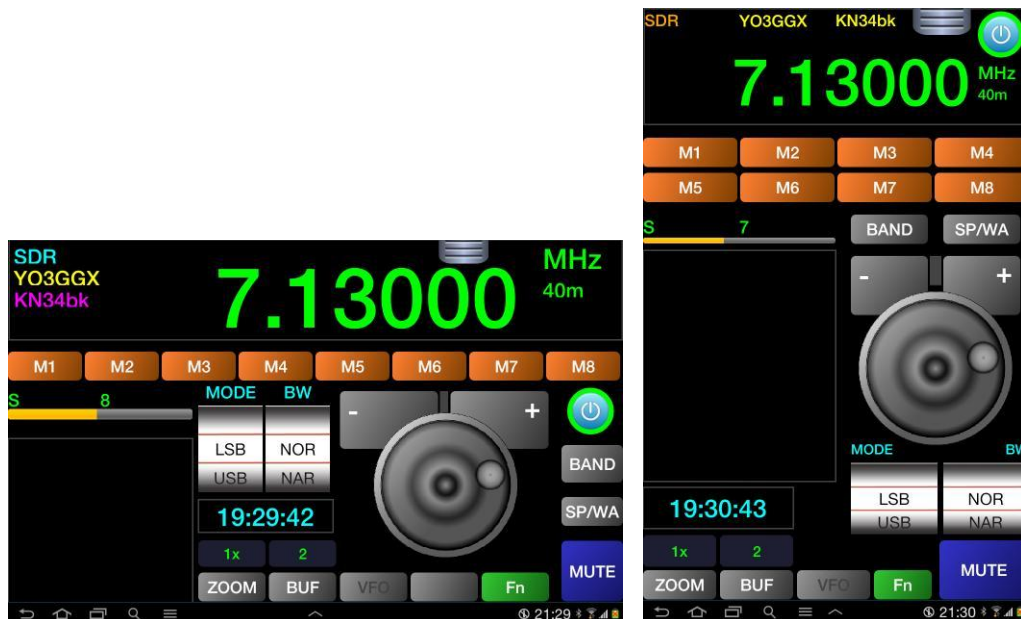 SDR
YO3GGX
KN34bk
7.13000 MHz
40m
M1 M2 M3 M4 M5 M6 M7 M8
S 8
MODE BW
- +
LSB NOR
USB NAR
BAND
19:29:42
SP/WA
1x 2
MUTE
ZOOM BUF VFO Fn
21:29
SDR YO3GGX KN34bk
7.13000 MHz
40m
M1 M2 M3 M4
M5 M6 M7 M8
S 7
BAND SP/WA
- +
MODE BW
LSB NOR
USB NAR
19:30:43
1x 2
MUTE
ZOOM BUF VFO Fn
21:30